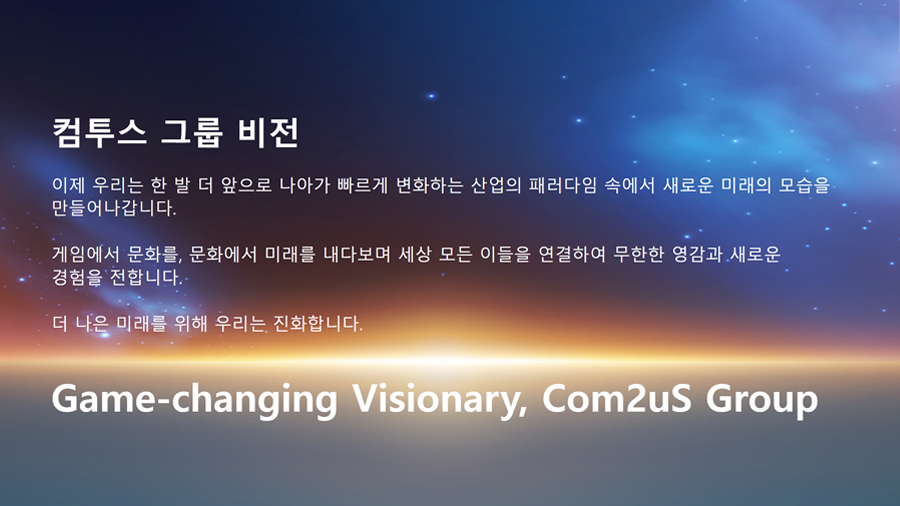 컴투스 그룹 비전
이제 우리는 한 발 더 앞으로 나아가 빠르게 변화하는 산업의 패러다임 속에서 새로운 미래의 모습을
만들어나갑니다.
게임에서 문화를, 문화에서 미래를 내다보며 세상 모든 이들을 연결하여 무한한 영감과 새로운
경험을 전합니다.
더 나은 미래를 위해 우리는 진화합니다.
Game-changing Visionary, Com2uS Group